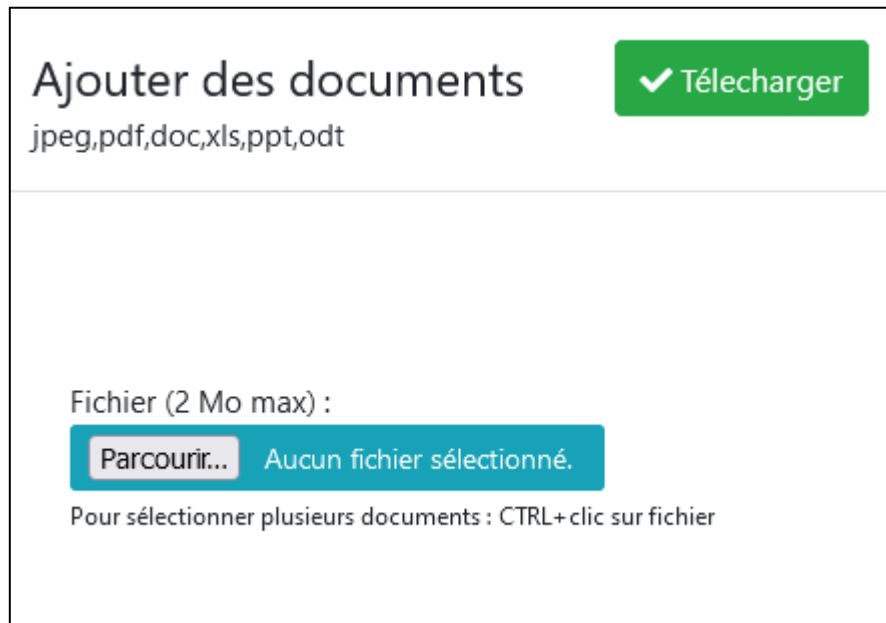 Ajouter des documents
Télecharger
jpeg,pdf,doc,xls,ppt,odt
Fichier (2 Mo max) :
Parcourir... Aucun fichier sélectionné.
Pour sélectionner plusieurs documents : CTRL+clic sur fichier